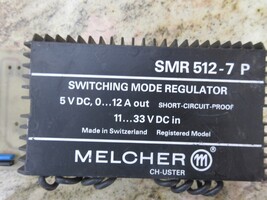 SMR 512-7 P
SWITCHING MODE REGULATOR
5 V DC, 0...12 A out SHORT-CIRCUIT-PROOF
11...33 V DC in
Made in Switzerland Registered Model
MELCHER m
CH-USTER